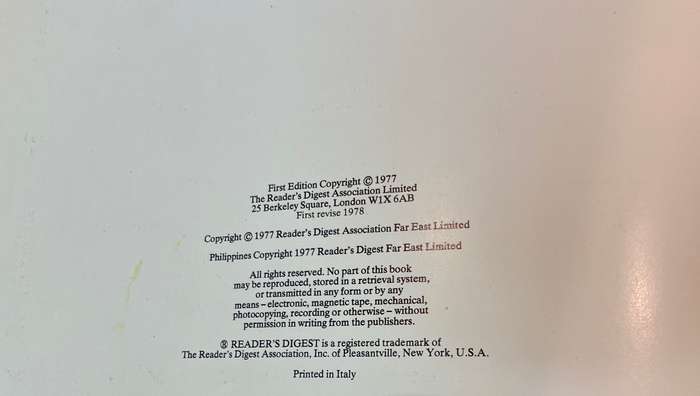 First Edition Copyright © 1977
The Reader's Digest Association Limited
25 Berkeley Square, London W1X 6AB
First revise 1978
Copyright © 1977 Reader's Digest Association Far East Limited
Philippines Copyright 1977 Reader's Digest Far East Limited
All rights reserved. No part of this book
may be reproduced, stored in a retrieval system,
or transmitted in any form or by any
means – electronic, magnetic tape, mechanical,
photocopying, recording or otherwise – without
permission in writing from the publishers.
® READER'S DIGEST is a registered trademark of
The Reader's Digest Association, Inc. of Pleasantville, New York, U.S.A.
Printed in Italy